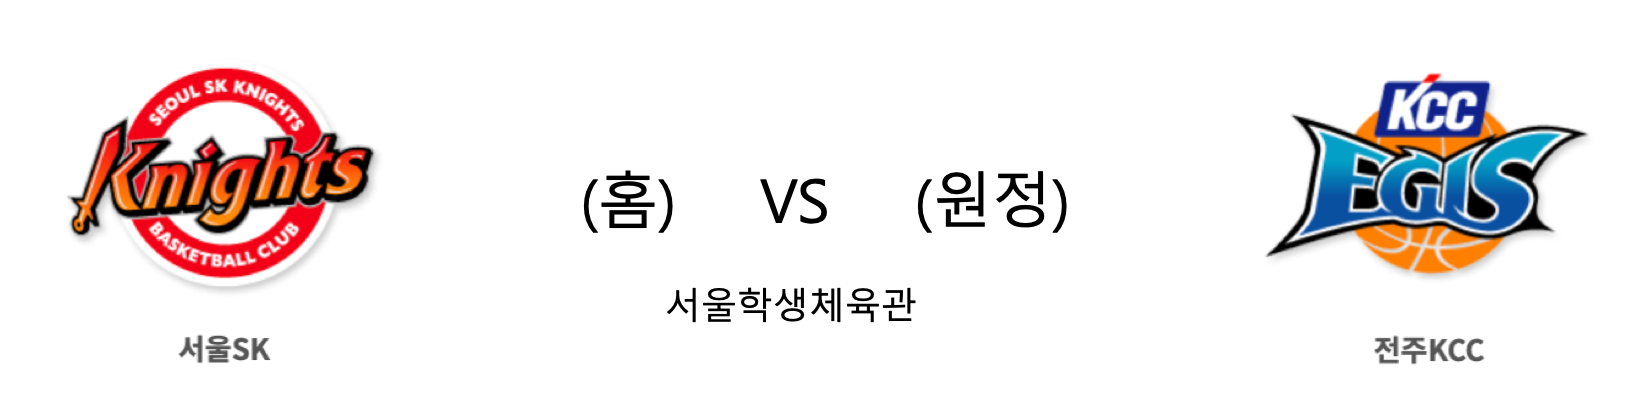 SEOUL SK KNIGHTS
Knights
BASKETBALL CLUB
서울SK
(홈) VS (원정)
서울학생체육관
KCC
EGIS
전주KCC